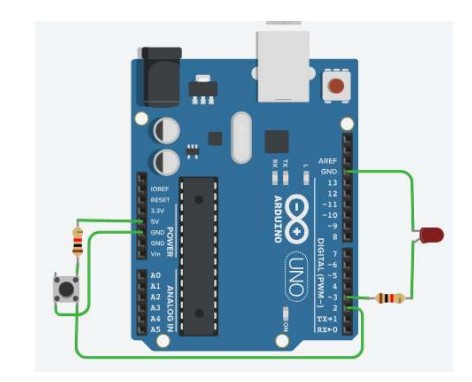 IOREF
RESET
3.3V
5V
GND
GND
Vin
POWER
A0
A1
A2
A3
A4
A5
ANALOG IN
RX
TX
L
ARDUINO
UNO
ON
AREF
GND
13
12
~11
~10
~9
8
7
~6
~5
4
~3
2
TX→1
RX←0
DIGITAL (PWM~)